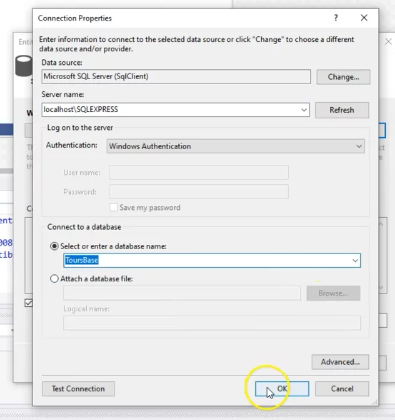 Connection Properties
?
Enti
Enter information to connect to the selected data source or click "Change" to choose a different
data source and/or provider.
Data source:
Microsoft SQL Server (SqlClient)
Change...
Server name:
localhost\SQLEXPRESS
Refresh
Log on to the server
Authentication:
Windows Authentication
User name:
Password:
Save my password
Connect to a database
Select or enter a database name:
ToursBase
Attach a database file:
Browse...
Logical name:
Advanced...
Test Connection
OK
Cancel